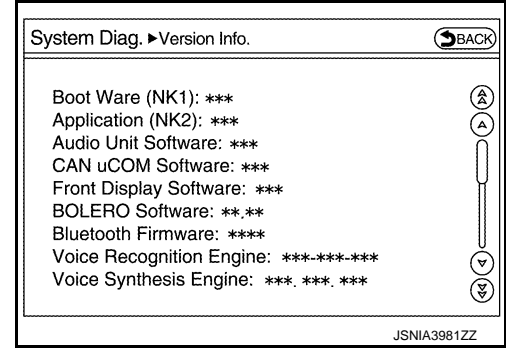 System Diag. ▶Version Info.
BACK
Boot Ware (NK1): ***
Application (NK2): ***
Audio Unit Software: ***
CAN uCOM Software: ***
Front Display Software: ***
BOLERO Software: **.**
Bluetooth Firmware: ****
Voice Recognition Engine: ***-***-***
Voice Synthesis Engine: ***. ***. ***
JSNIA3981ZZ